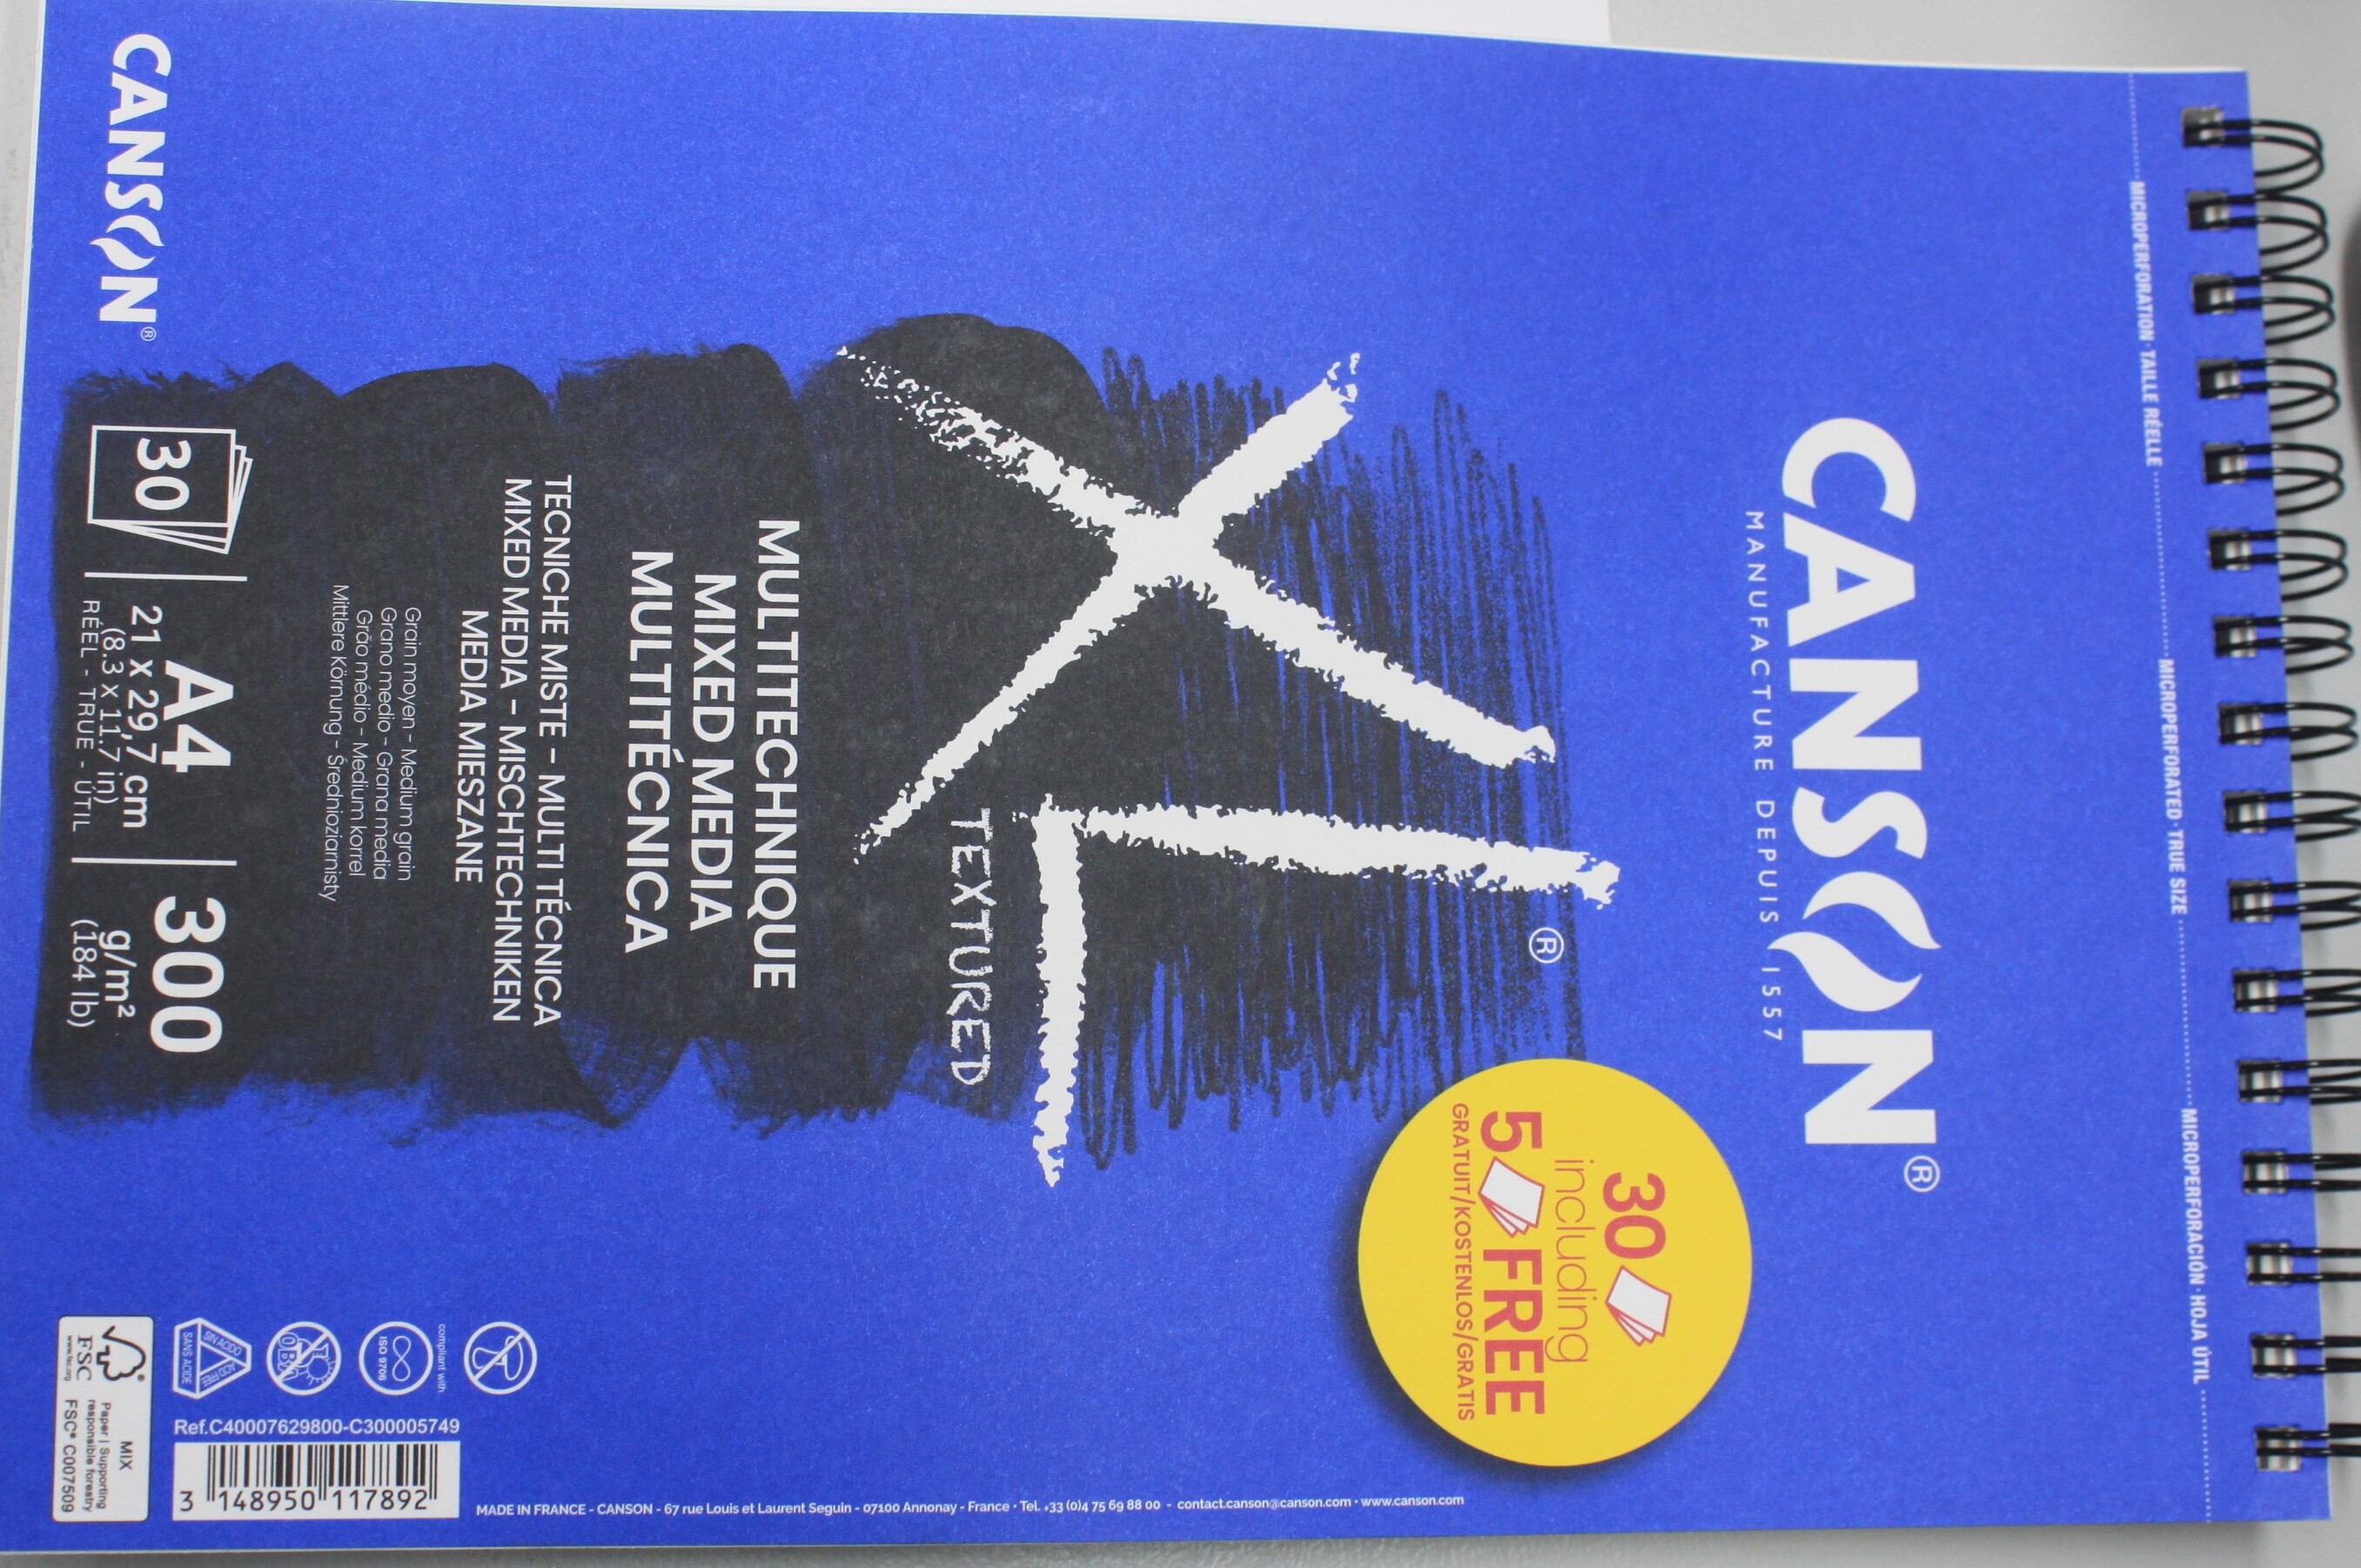 MICROPERFORATION · TAILLE RÉELLE
MICROPERFORATED · TRUE SIZE
MICROPERFORACIÓN · HOJA ÚTIL
CANSON®
MANUFACTURE DEPUIS 1557
30
including
5 FREE
GRATUIT/KOSTENLOS/GRATIS
XL®
TEXTURED
MULTITECHNIQUE
MIXED MEDIA
MULTITÉCNICA
TECNICHE MISTE – MULTI TÉCNICA
MIXED MEDIA – MISCHTECHNIKEN
MEDIA MIESZANE
Grain moyen - Medium grain
Grano medio - Grana media
Grão médio - Medium korrel
Mittlere Körnung - Średnioziarnisty
30
A4
21 x 29,7 cm
(8.3 x 11.7 in)
RÉEL - TRUE - ÚTIL
300
g/m²
(184 lb)
CANSON®
compliant with
ISO 9706
OBA
SIN ACIDO
SANS ACIDE
Ref.C40007629800-C300005749
3 148950 117892
FSC
www.fsc.org
MIX
Paper | Supporting
responsible forestry
FSC® C007509
MADE IN FRANCE - CANSON - 67 rue Louis et Laurent Seguin - 07100 Annonay - France · Tel. +33 (0)4 75 69 88 00 - contact.canson@canson.com · www.canson.com